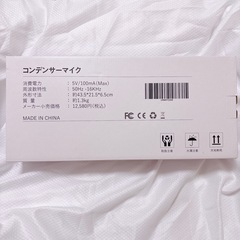 コンデンサーマイク
消費電力：5V/100mA(Max)
周波数特性：50Hz -16KHz
外形寸法：約43.5*21.5*6.5cm
質量：約1.3kg
メーカー小売価格：12,580円(税込)
MADE IN CHINA
FC CE